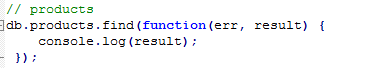 // products
db.products.find(function(err, result) {
    console.log(result);
});